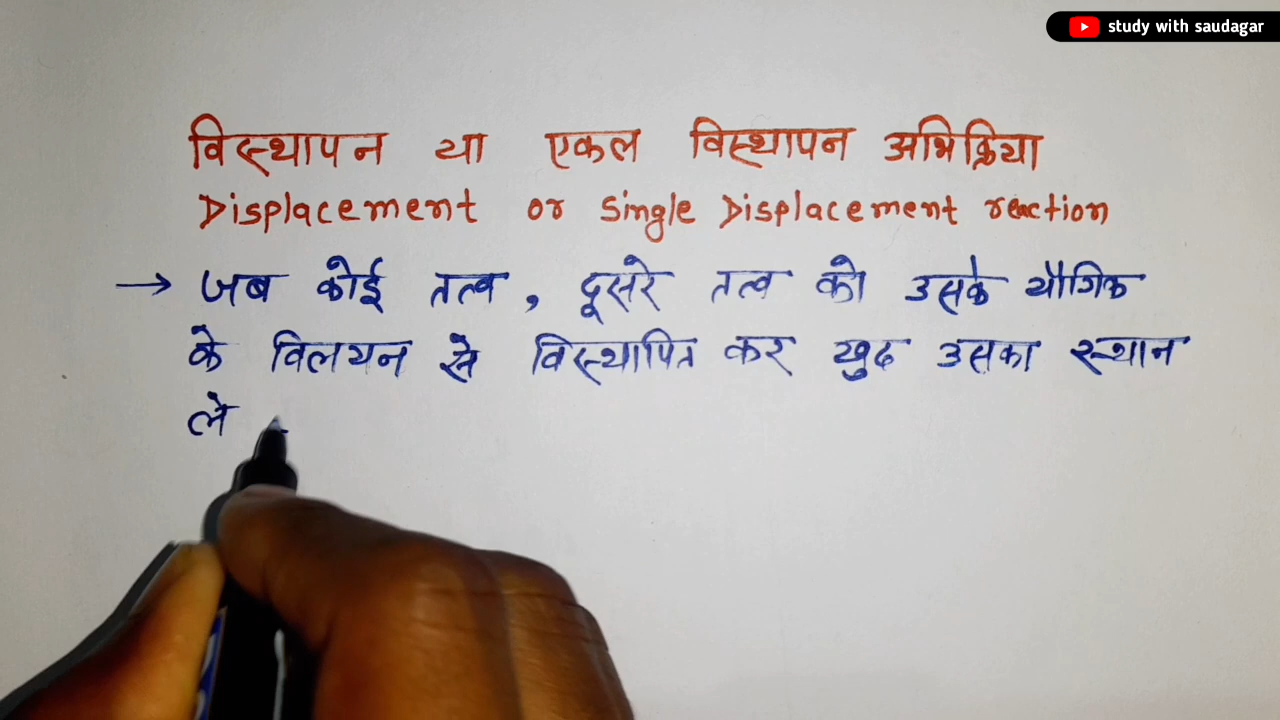 study with saudagar
विस्थापन या एकल विस्थापन अभिक्रिया
Displacement or Single Displacement reaction
→ जब कोई तत्व, दूसरे तत्व को उसके यौगिक
के विलयन से विस्थापित कर खुद उसका स्थान
ले